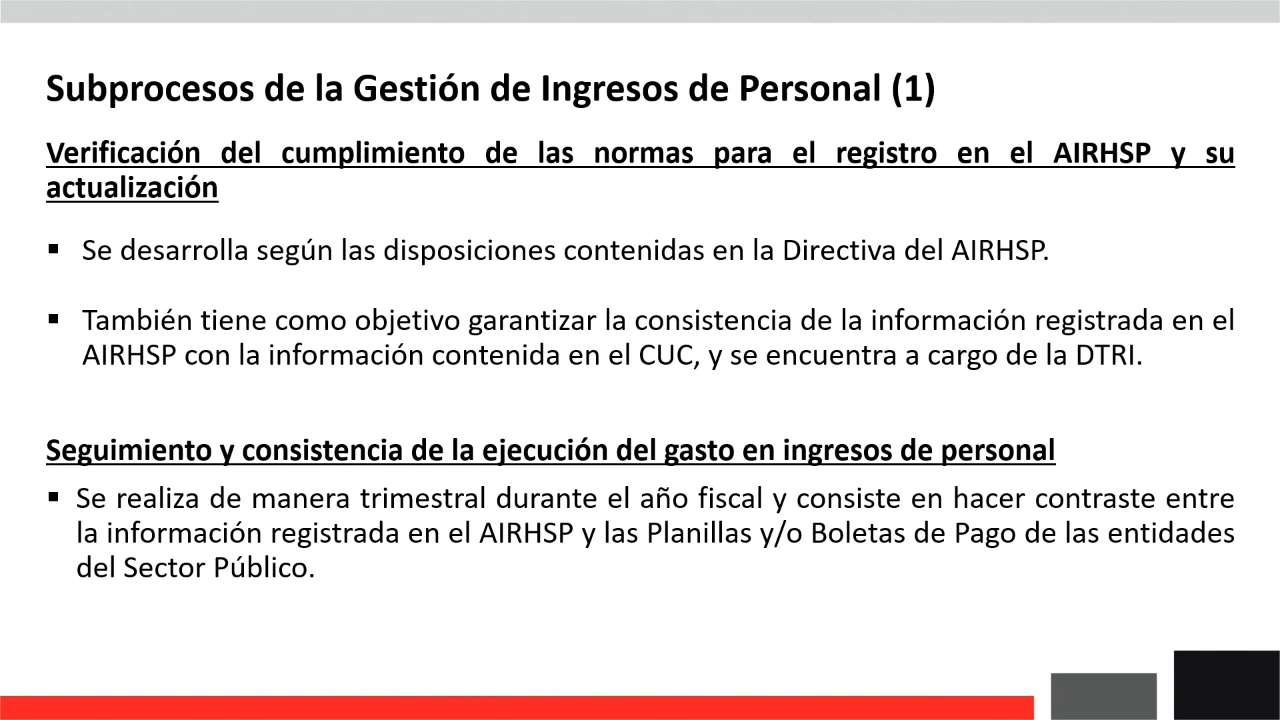 Subprocesos de la Gestión de Ingresos de Personal (1)
Verificación del cumplimiento de las normas para el registro en el AIRHSP y su
actualización
▪ Se desarrolla según las disposiciones contenidas en la Directiva del AIRHSP.
▪ También tiene como objetivo garantizar la consistencia de la información registrada en el
AIRHSP con la información contenida en el CUC, y se encuentra a cargo de la DTRI.
Seguimiento y consistencia de la ejecución del gasto en ingresos de personal
▪ Se realiza de manera trimestral durante el año fiscal y consiste en hacer contraste entre
la información registrada en el AIRHSP y las Planillas y/o Boletas de Pago de las entidades
del Sector Público.